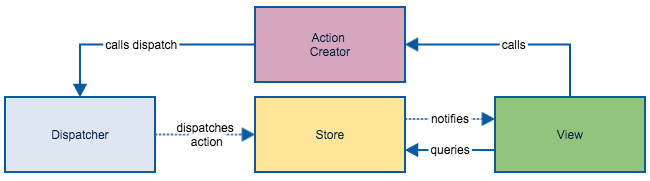 Action
Creator
calls dispatch
calls
Dispatcher
dispatches
action
Store
notifies
queries
View